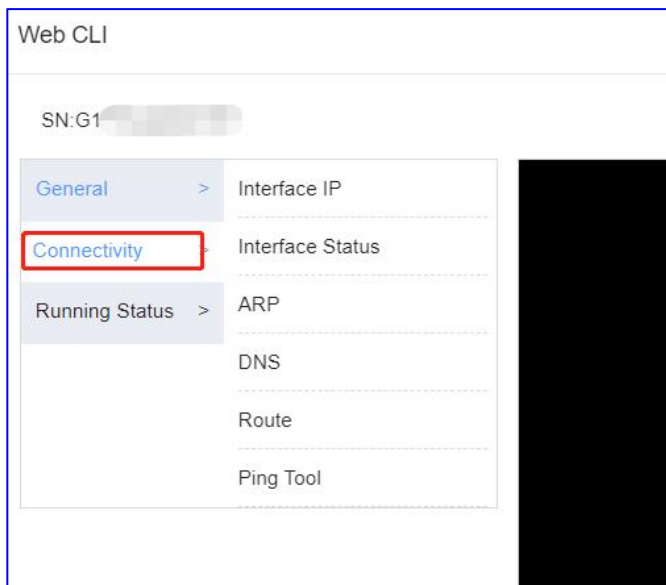 Web CLI
SN:G1
General >
Connectivity >
Running Status >
Interface IP
Interface Status
ARP
DNS
Route
Ping Tool